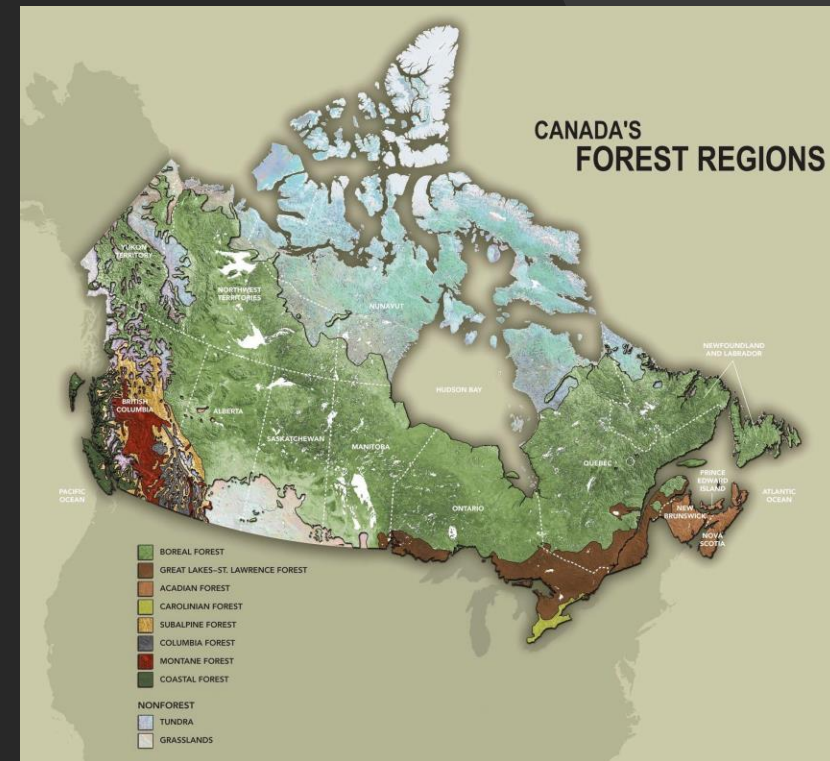 CANADA'S
FOREST REGIONS
YUKON
TERRITORY
NORTHWEST
TERRITORIES
NUNAVUT
NEWFOUNDLAND
AND LABRADOR
HUDSON BAY
BRITISH
COLUMBIA
ALBERTA
SASKATCHEWAN
MANITOBA
QUEBEC
PRINCE
EDWARD
ISLAND
PACIFIC
OCEAN
ATLANTIC
OCEAN
ONTARIO
NEW
BRUNSWICK
NOVA
SCOTIA
BOREAL FOREST
GREAT LAKES–ST. LAWRENCE FOREST
ACADIAN FOREST
CAROLINIAN FOREST
SUBALPINE FOREST
COLUMBIA FOREST
MONTANE FOREST
COASTAL FOREST
NONFOREST
TUNDRA
GRASSLANDS